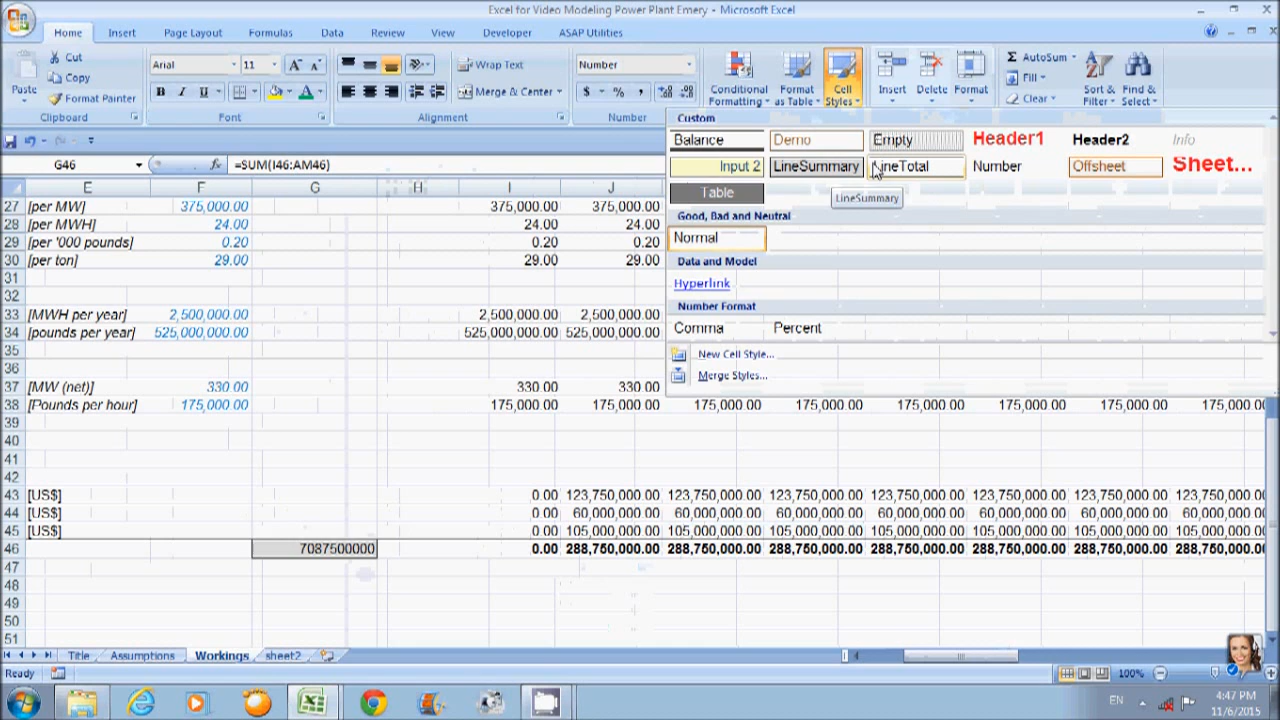 Excel for Video Modeling Power Plant Emery - Microsoft Excel
Home Insert Page Layout Formulas Data Review View Developer ASAP Utilities
Paste Cut Copy Format Painter Clipboard
Arial 11 A A B I U A Font
Wrap Text Merge & Center Alignment
Number $ % , Number
Conditional Formatting Format as Table Cell Styles
Insert Delete Format
Σ AutoSum Fill Clear Sort & Filter Find & Select
G46 fx =SUM(I46:AM46)
Custom
Balance Demo Empty Header1 Header2 Info
Input 2 LineSummary LineTotal Number Offsheet Sheet...
Table LineSummary
Good, Bad and Neutral
Normal
Data and Model
Hyperlink
Number Format
Comma Percent
New Cell Style...
Merge Styles...
E F G H I J
27 [per MW] 375,000.00 375,000.00 375,000.00
28 [per MWH] 24.00 24.00 24.00
29 [per '000 pounds] 0.20 0.20 0.20
30 [per ton] 29.00 29.00 29.00
31
32
33 [MWH per year] 2,500,000.00 2,500,000.00 2,500,000.00
34 [pounds per year] 525,000,000.00 525,000,000.00 525,000,000.00
35
36
37 [MW (net)] 330.00 330.00 330.00
38 [Pounds per hour] 175,000.00 175,000.00 175,000.00 175,000.00 175,000.00 175,000.00 175,000.00 175,000.00 175,000.0
39
40
41
42
43 [US$] 0.00 123,750,000.00 123,750,000.00 123,750,000.00 123,750,000.00 123,750,000.00 123,750,000.00 123,750,000.0
44 [US$] 0.00 60,000,000.00 60,000,000.00 60,000,000.00 60,000,000.00 60,000,000.00 60,000,000.00 60,000,000.0
45 [US$] 0.00 105,000,000.00 105,000,000.00 105,000,000.00 105,000,000.00 105,000,000.00 105,000,000.00 105,000,000.0
46 7087500000 0.00 288,750,000.00 288,750,000.00 288,750,000.00 288,750,000.00 288,750,000.00 288,750,000.00 288,750,000.0
47
48
49
50
51
Title Assumptions Workings sheet2
Ready 100%
EN 4:47 PM
11/6/2015